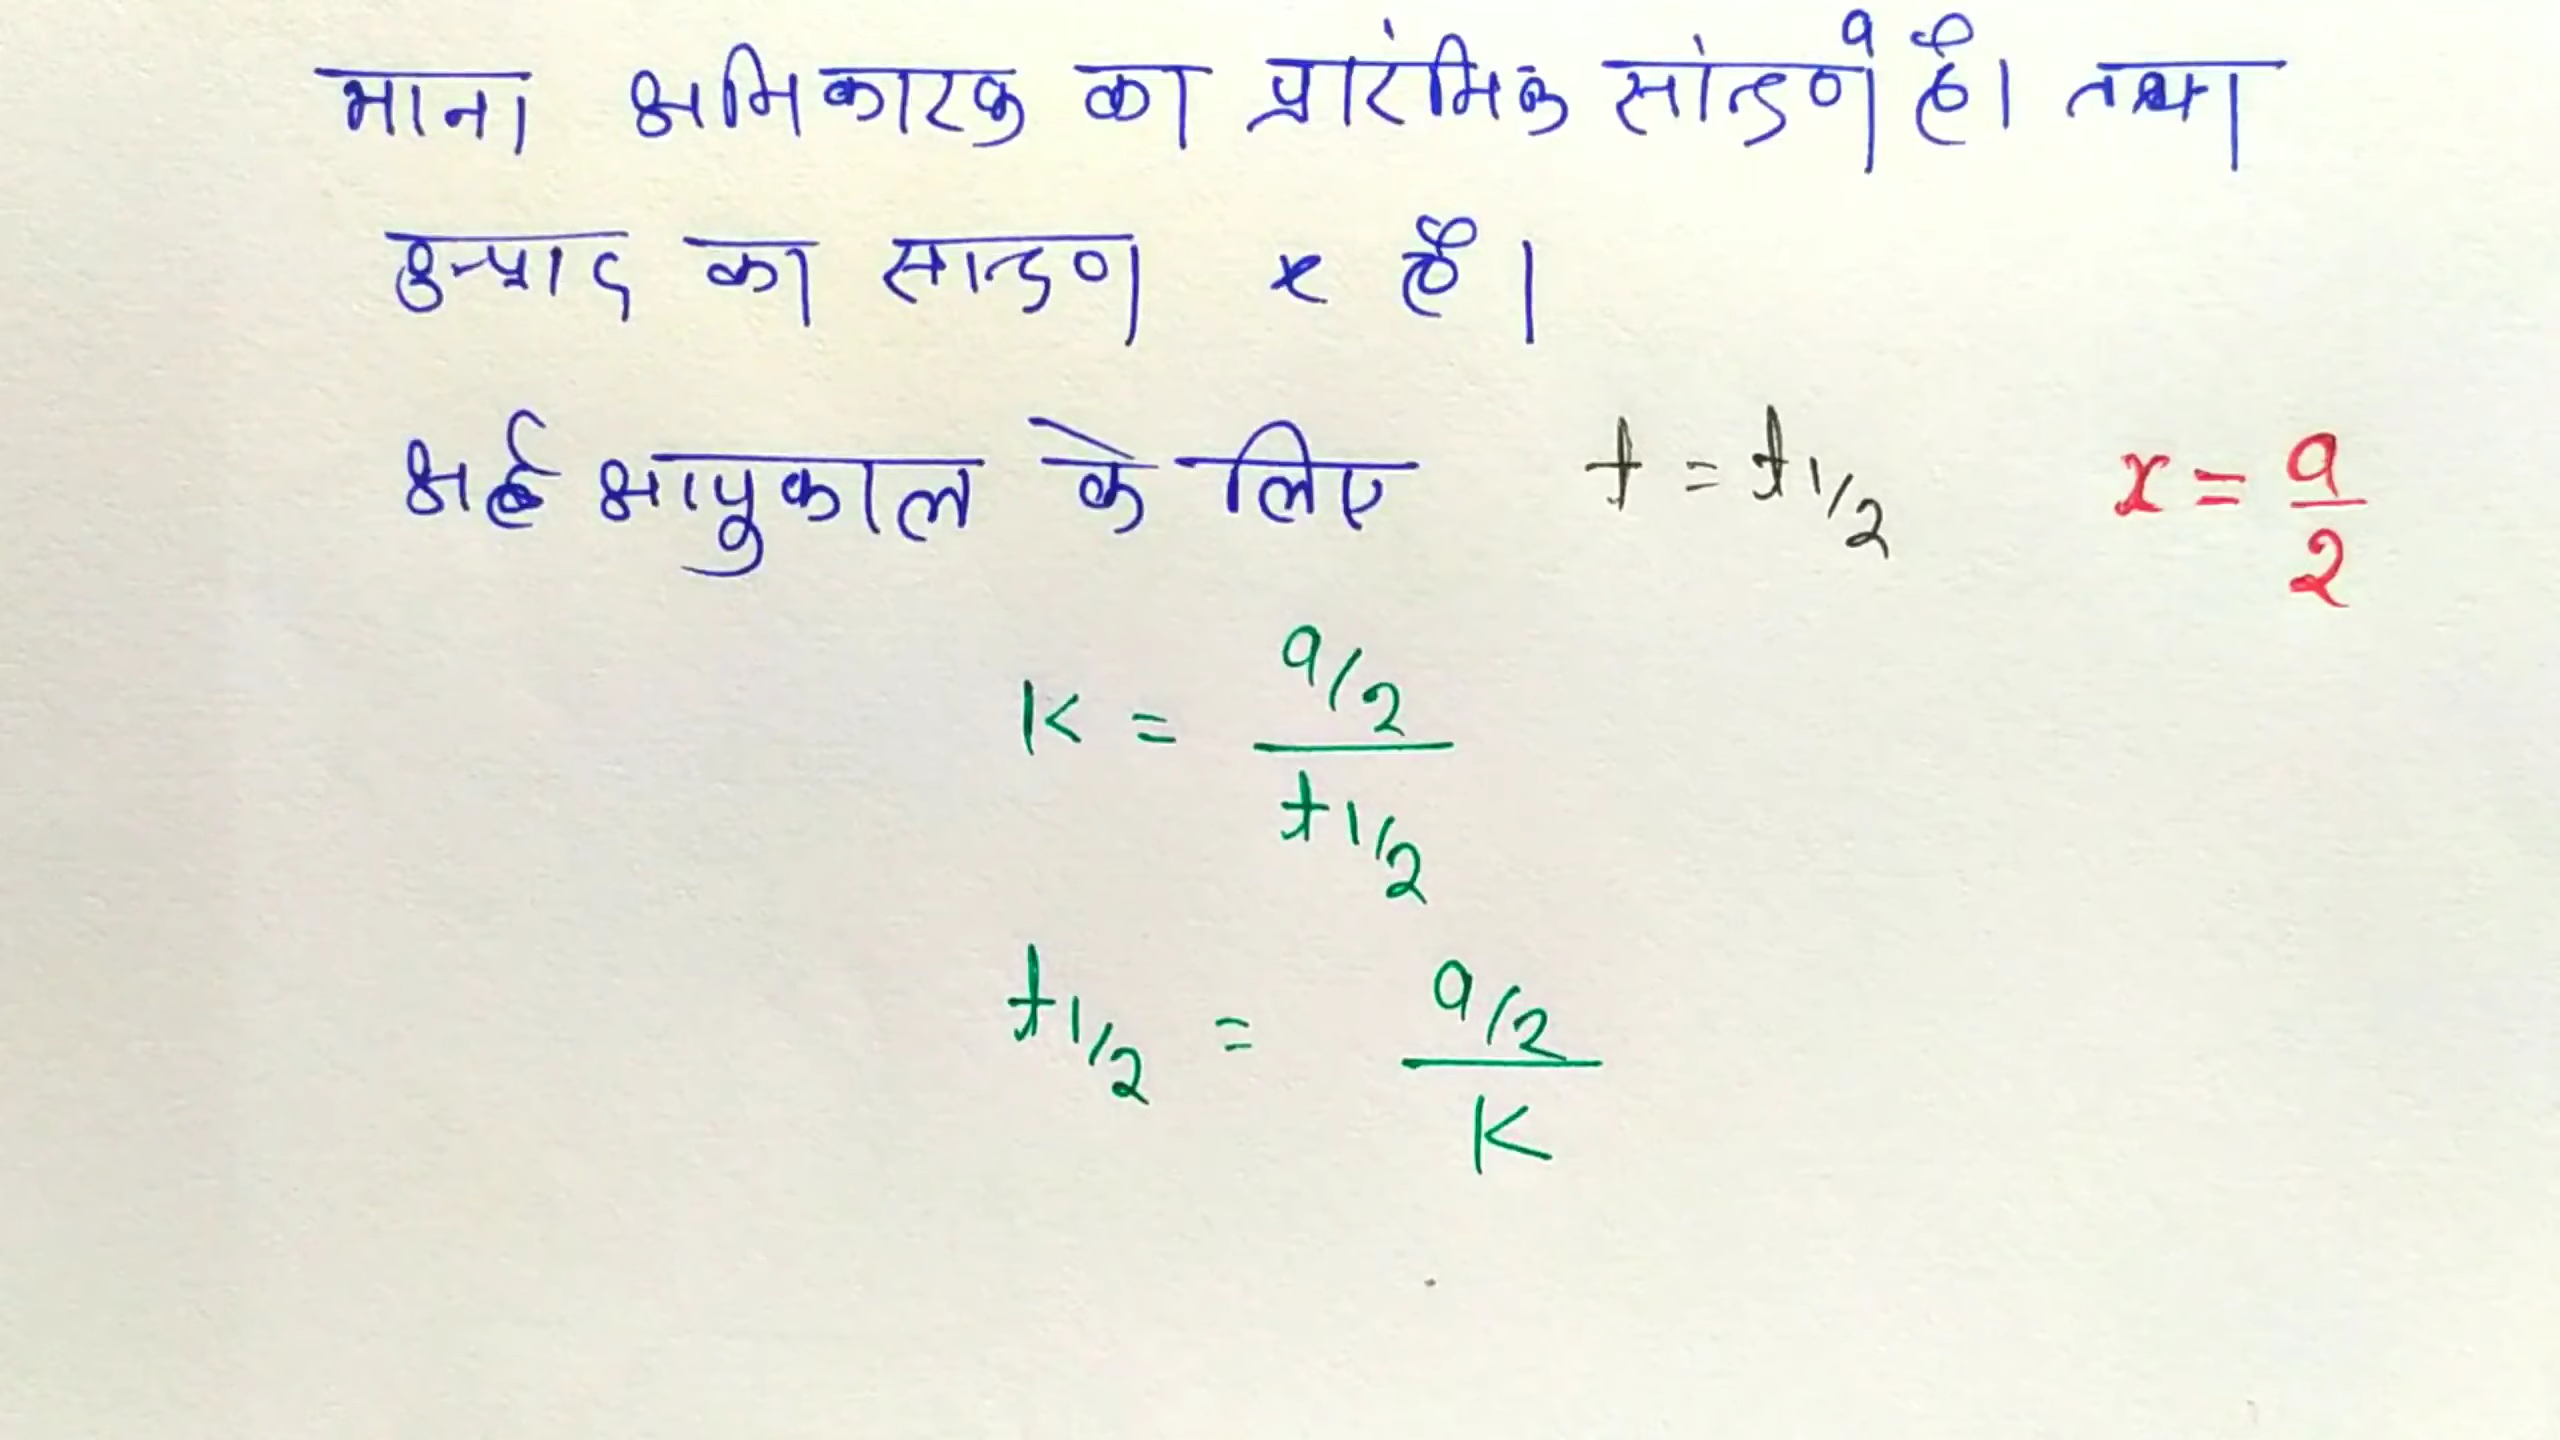 माना अभिकारक का प्रारंभिक सांन्द्रण a है। तथा
उत्पाद का सान्द्रण x है।
अर्द्ध आयुकाल के लिए t = t1/2 x = a/2
K = a/2 / t1/2
t1/2 = a/2 / K